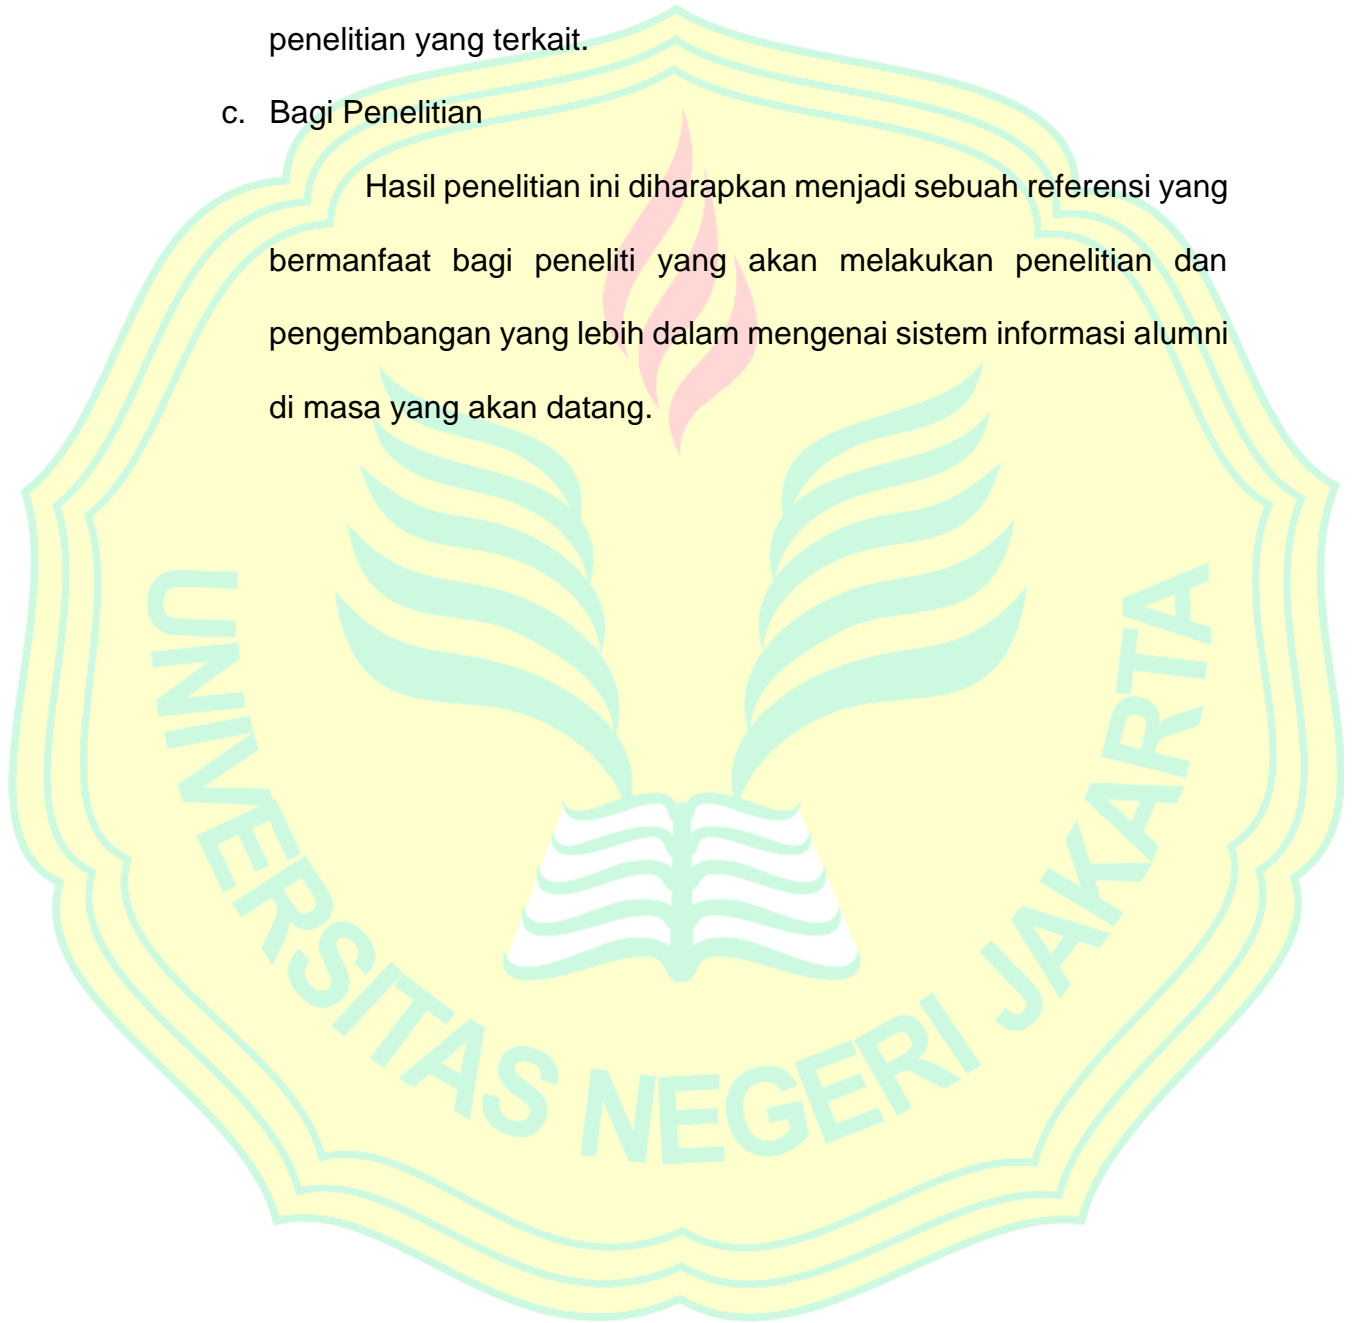 penelitian yang terkait.
c. Bagi Penelitian
Hasil penelitian ini diharapkan menjadi sebuah referensi yang
bermanfaat bagi peneliti yang akan melakukan penelitian dan
pengembangan yang lebih dalam mengenai sistem informasi alumni
di masa yang akan datang.
UNIVERSITAS NEGERI JAKARTA